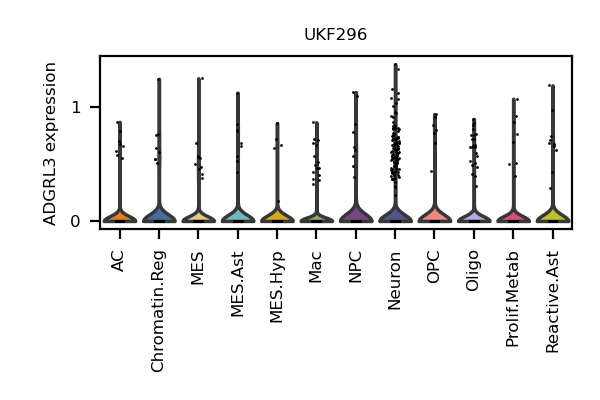 UKF296
ADGRL3 expression
1
0
AC
Chromatin.Reg
MES
MES.Ast
MES.Hyp
Mac
NPC
Neuron
OPC
Oligo
Prolif.Metab
Reactive.Ast